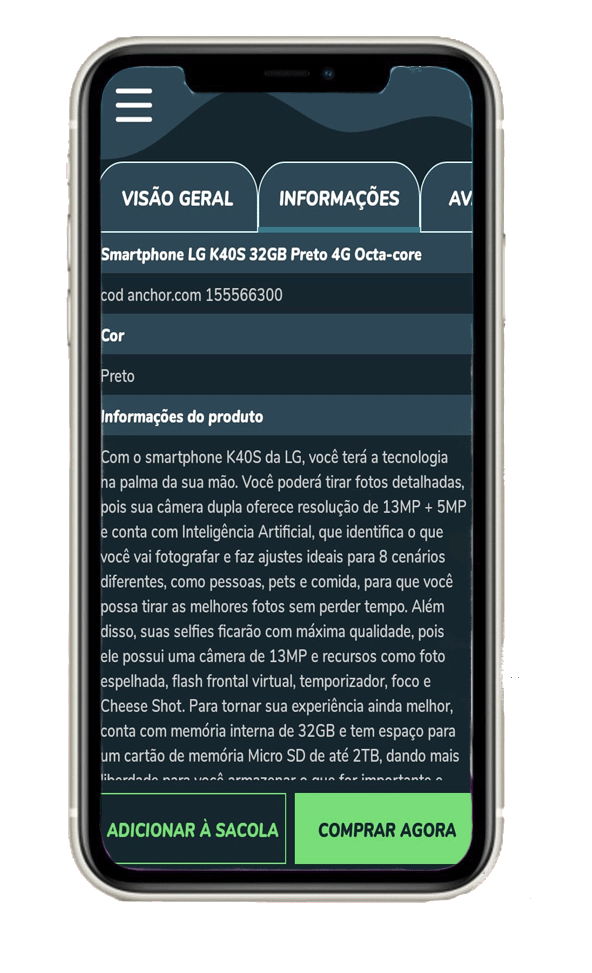 VISÃO GERAL
INFORMAÇÕES
AV
Smartphone LG K40S 32GB Preto 4G Octa-core
cod anchor.com 155566300
Cor
Preto
Informações do produto
Com o smartphone K40S da LG, você terá a tecnologia
na palma da sua mão. Você poderá tirar fotos detalhadas,
pois sua câmera dupla oferece resolução de 13MP + 5MP
e conta com Inteligência Artificial, que identifica o que
você vai fotografar e faz ajustes ideais para 8 cenários
diferentes, como pessoas, pets e comida, para que você
possa tirar as melhores fotos sem perder tempo. Além
disso, suas selfies ficarão com máxima qualidade, pois
ele possui uma câmera de 13MP e recursos como foto
espelhada, flash frontal virtual, temporizador, foco e
Cheese Shot. Para tornar sua experiência ainda melhor,
conta com memória interna de 32GB e tem espaço para
um cartão de memória Micro SD de até 2TB, dando mais
liberdade para você armazenar o que for importante e
ADICIONAR À SACOLA
COMPRAR AGORA